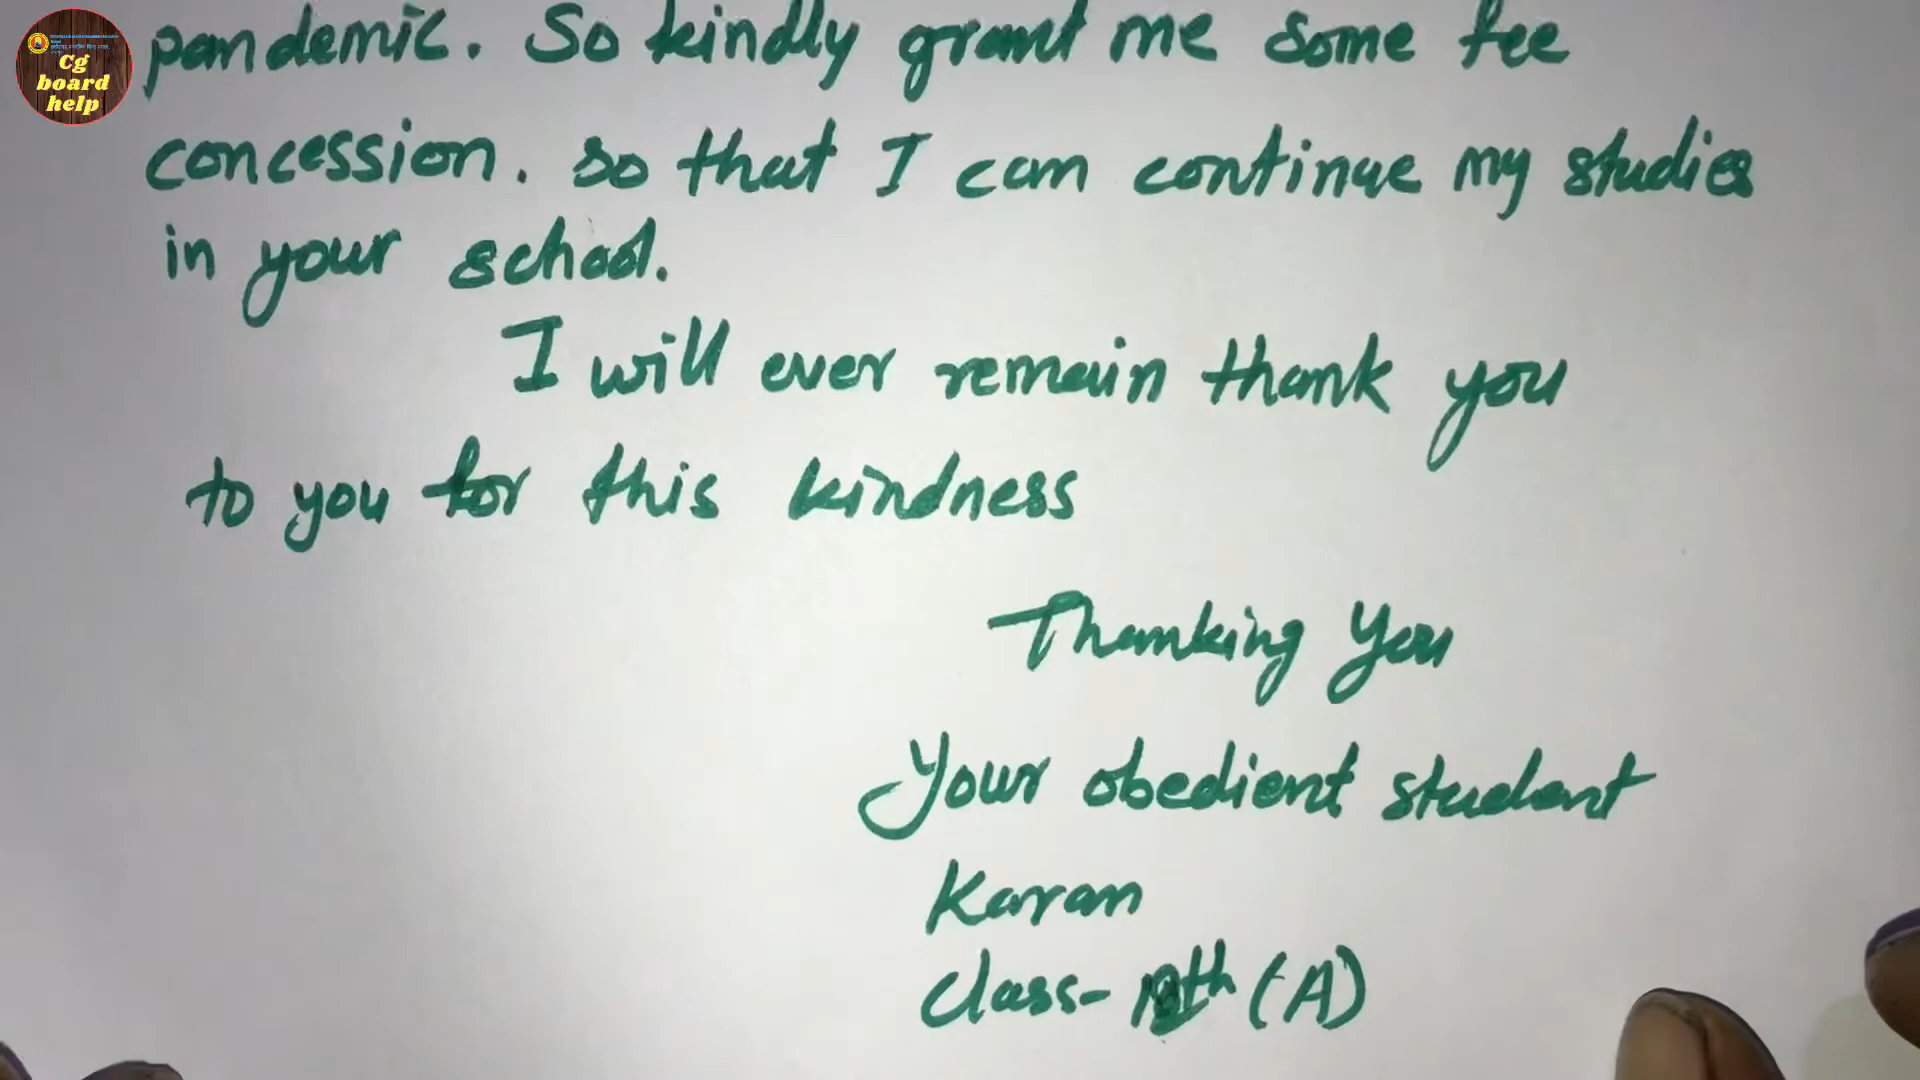 Cg
board
help
pandemic. So kindly grant me some fee
concession. so that I can continue my studies
in your school.
I will ever remain thank you
to you for this kindness
Thanking You
Your obedient student
Karan
Class- th (A)